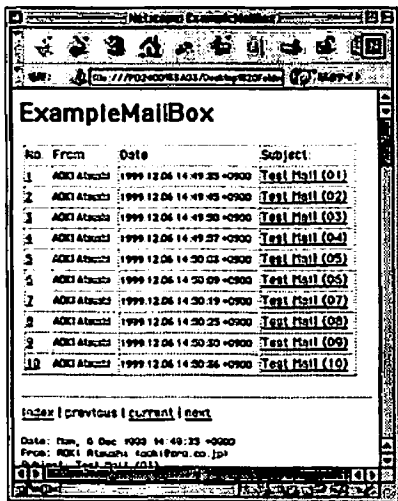 Netscape: ExampleMailBox
ExampleMailBox
No. From Date Subject
1 AOKI Atsushi 1999.12.06 14:49:33 +0900 Test Mail (01)
2 AOKI Atsushi 1999.12.06 14:49:45 +0900 Test Mail (02)
3 AOKI Atsushi 1999.12.06 14:49:50 +0900 Test Mail (03)
4 AOKI Atsushi 1999.12.06 14:49:57 +0900 Test Mail (04)
5 AOKI Atsushi 1999.12.06 14:50:03 +0900 Test Mail (05)
6 AOKI Atsushi 1999.12.06 14:50:09 +0900 Test Mail (06)
7 AOKI Atsushi 1999.12.06 14:50:19 +0900 Test Mail (07)
8 AOKI Atsushi 1999.12.06 14:50:25 +0900 Test Mail (08)
9 AOKI Atsushi 1999.12.06 14:50:30 +0900 Test Mail (09)
10 AOKI Atsushi 1999.12.06 14:50:36 +0900 Test Mail (10)
index | previous | current | next
Date: Mon, 6 Dec 1999 14:49:33 +0900
From: AOKI Atsushi
Subject: Test Mail (01)